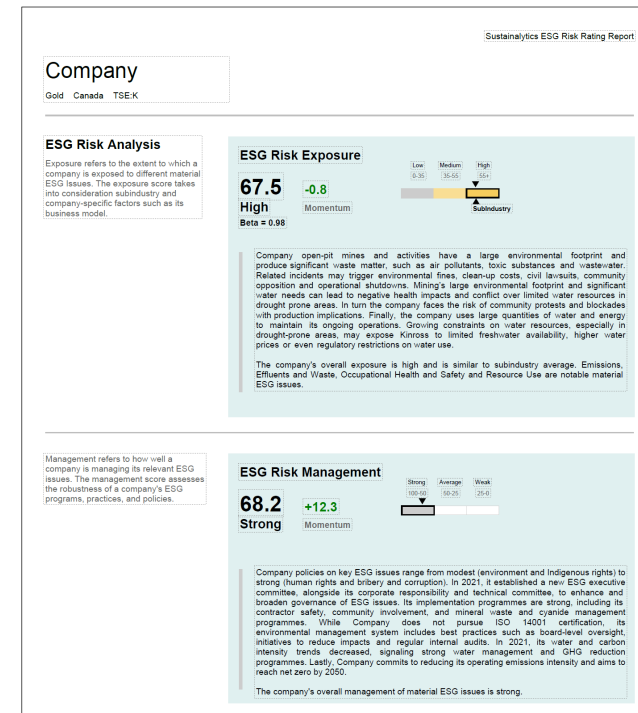 Sustainalytics ESG Risk Rating Report
Company
Gold Canada TSE:K
ESG Risk Analysis
Exposure refers to the extent to which a
company is exposed to different material
ESG Issues. The exposure score takes
into consideration subindustry and
company-specific factors such as its
business model.
ESG Risk Exposure
67.5
High
Beta = 0.98
-0.8
Momentum
Low Medium High
0-35 35-55 55+
SubIndustry
Company open-pit mines and activities have a large environmental footprint and
produce significant waste matter, such as air pollutants, toxic substances and wastewater.
Related incidents may trigger environmental fines, clean-up costs, civil lawsuits, community
opposition and operational shutdowns. Mining's large environmental footprint and significant
water needs can lead to negative health impacts and conflict over limited water resources in
drought prone areas. In turn the company faces the risk of community protests and blockades
with production implications. Finally, the company uses large quantities of water and energy
to maintain its ongoing operations. Growing constraints on water resources, especially in
drought-prone areas, may expose Kinross to limited freshwater availability, higher water
prices or even regulatory restrictions on water use.
The company's overall exposure is high and is similar to subindustry average. Emissions,
Effluents and Waste, Occupational Health and Safety and Resource Use are notable material
ESG issues.
Management refers to how well a
company is managing its relevant ESG
issues. The management score assesses
the robustness of a company's ESG
programs, practices, and policies.
ESG Risk Management
68.2
Strong
+12.3
Momentum
Strong Average Weak
100-50 50-25 25-0
Company policies on key ESG issues range from modest (environment and Indigenous rights) to
strong (human rights and bribery and corruption). In 2021, it established a new ESG executive
committee, alongside its corporate responsibility and technical committee, to enhance and
broaden governance of ESG issues. Its implementation programmes are strong, including its
contractor safety, community involvement, and mineral waste and cyanide management
programmes. While Company does not pursue ISO 14001 certification, its
environmental management system includes best practices such as board-level oversight,
initiatives to reduce impacts and regular internal audits. In 2021, its water and carbon
intensity trends decreased, signaling strong water management and GHG reduction
programmes. Lastly, Company commits to reducing its operating emissions intensity and aims to
reach net zero by 2050.
The company's overall management of material ESG issues is strong.